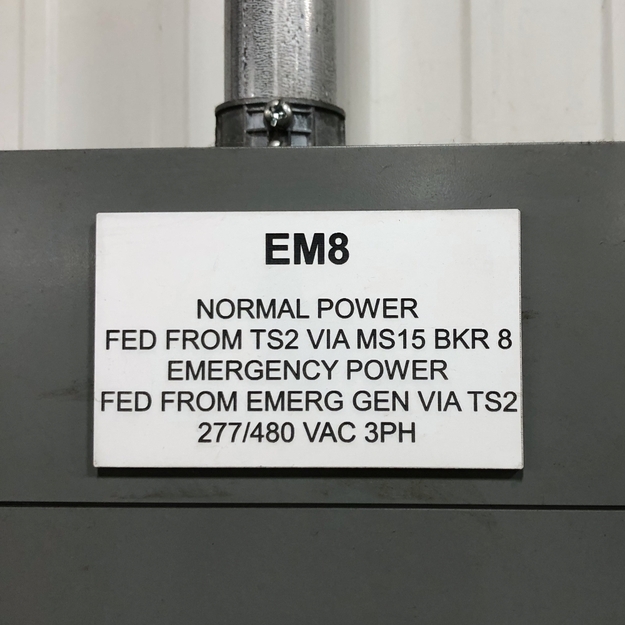 EM8
NORMAL POWER
FED FROM TS2 VIA MS15 BKR 8
EMERGENCY POWER
FED FROM EMERG GEN VIA TS2
277/480 VAC 3PH